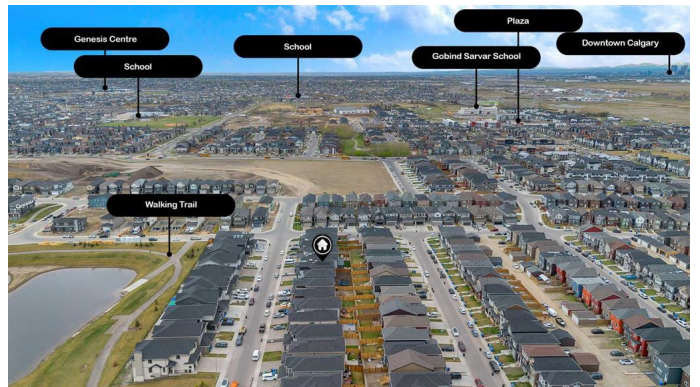 Plaza
Genesis Centre
School
Downtown Calgary
Gobind Sarvar School
School
Walking Trail